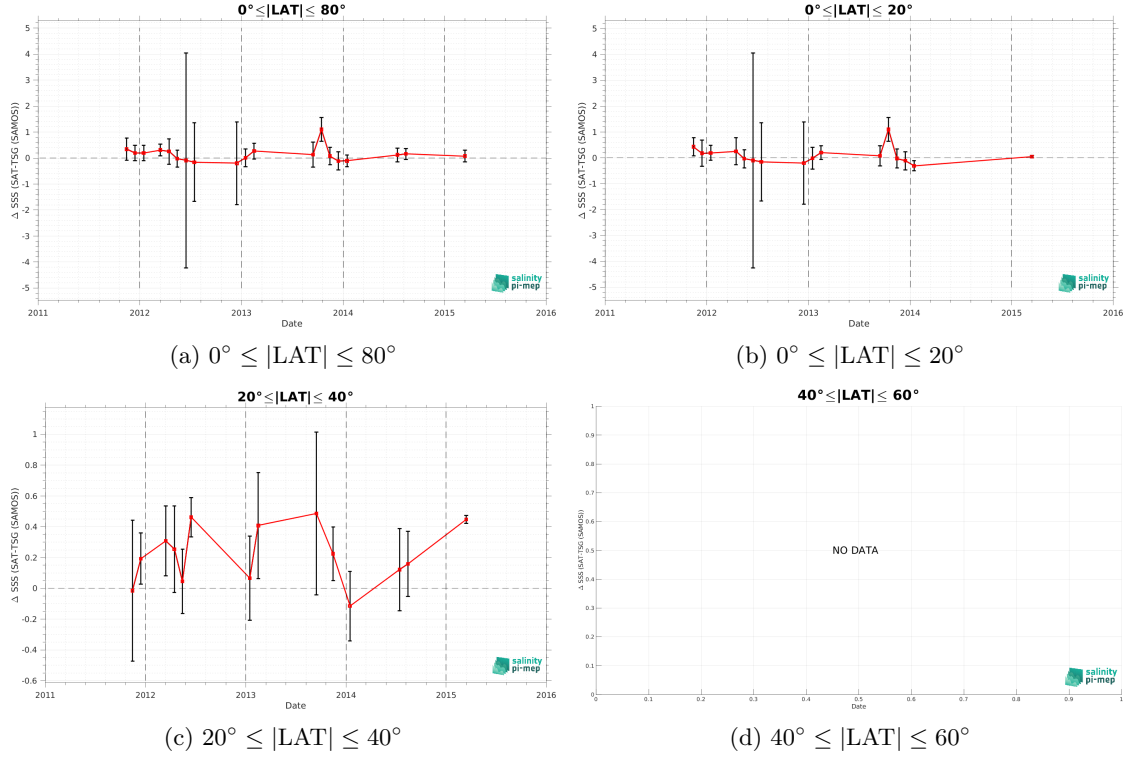 0°≤|LAT|≤ 80°
5
4
3
2
1
0
-1
-2
-3
-4
-5
Δ SSS (SAT-TSG (SAMOS))
2011 2012 2013 2014 2015 2016
Date
salinity
pi-mep
(a) 0° ≤ |LAT| ≤ 80°
0°≤|LAT|≤ 20°
5
4
3
2
1
0
-1
-2
-3
-4
-5
Δ SSS (SAT-TSG (SAMOS))
2011 2012 2013 2014 2015 2016
Date
salinity
pi-mep
(b) 0° ≤ |LAT| ≤ 20°
20°≤|LAT|≤ 40°
1
0.8
0.6
0.4
0.2
0
-0.2
-0.4
-0.6
Δ SSS (SAT-TSG (SAMOS))
2011 2012 2013 2014 2015 2016
Date
salinity
pi-mep
(c) 20° ≤ |LAT| ≤ 40°
40°≤|LAT|≤ 60°
1
0.9
0.8
0.7
0.6
0.5
0.4
0.3
0.2
0.1
0
Δ SSS (SAT-TSG (SAMOS))
NO DATA
0 0.1 0.2 0.3 0.4 0.5 0.6 0.7 0.8 0.9 1
Date
salinity
pi-mep
(d) 40° ≤ |LAT| ≤ 60°